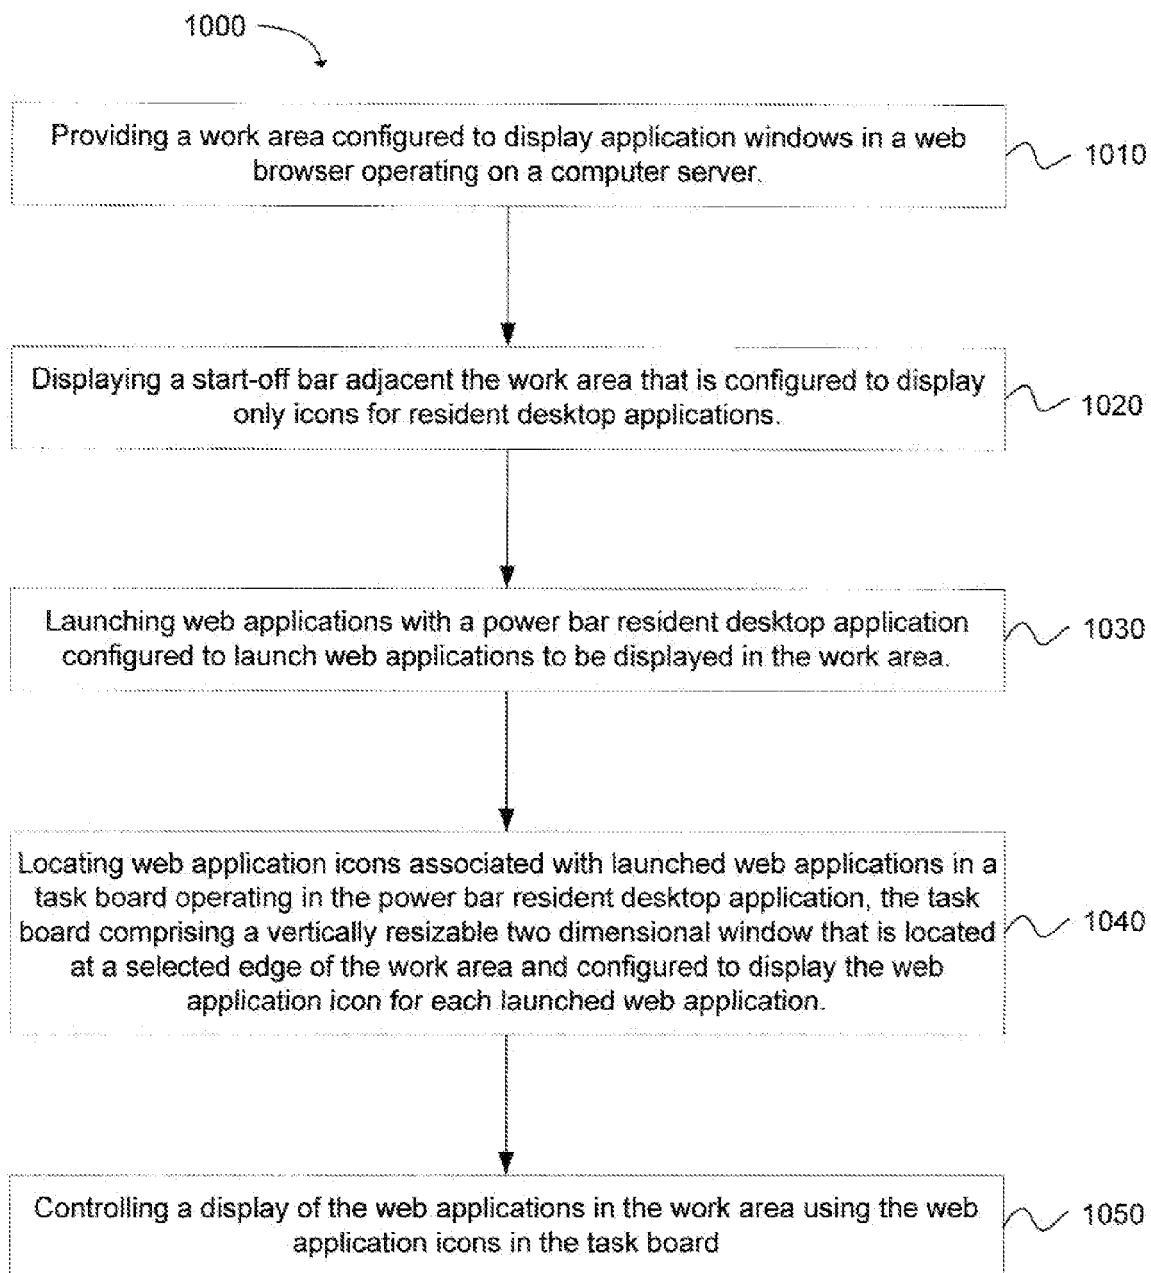 1000
Providing a work area configured to display application windows in a web
browser operating on a computer server.
1010
Displaying a start-off bar adjacent the work area that is configured to display
only icons for resident desktop applications.
1020
Launching web applications with a power bar resident desktop application
configured to launch web applications to be displayed in the work area.
1030
Locating web application icons associated with launched web applications in a
task board operating in the power bar resident desktop application, the task
board comprising a vertically resizable two dimensional window that is located
at a selected edge of the work area and configured to display the web
application icon for each launched web application.
1040
Controlling a display of the web applications in the work area using the web
application icons in the task board
1050